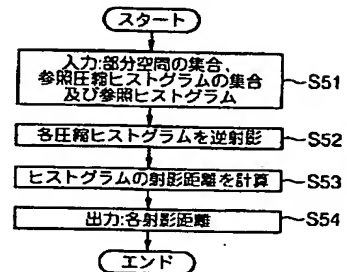 スタート
入力:部分空間の集合,
参照圧縮ヒストグラムの集合
及び参照ヒストグラム
S51
各圧縮ヒストグラムを逆射影
S52
ヒストグラムの射影距離を計算
S53
出力:各射影距離
S54
エンド